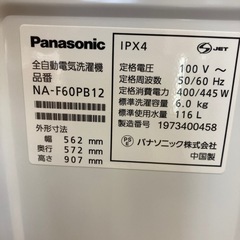 Panasonic
全自動電気洗濯機
品番
NA-F60PB12
外形寸法
幅 562 mm
奥行 572 mm
高さ 907 mm
IPX4
S JET
定格電圧 100 V～
定格周波数 50/60 Hz
定格消費電力 400/445 W
標準洗濯容量 6.0 kg
標準使用水量 116 L
製造番号 1973400458
パナソニック株式会社
中国製